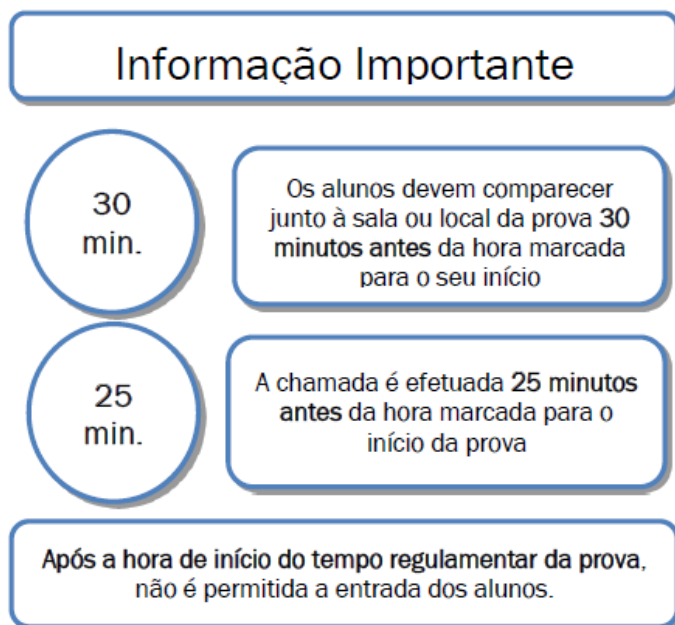 Informação Importante
30
min.
Os alunos devem comparecer
junto à sala ou local da prova 30
minutos antes da hora marcada
para o seu início
25
min.
A chamada é efetuada 25 minutos
antes da hora marcada para o
início da prova
Após a hora de início do tempo regulamentar da prova,
não é permitida a entrada dos alunos.